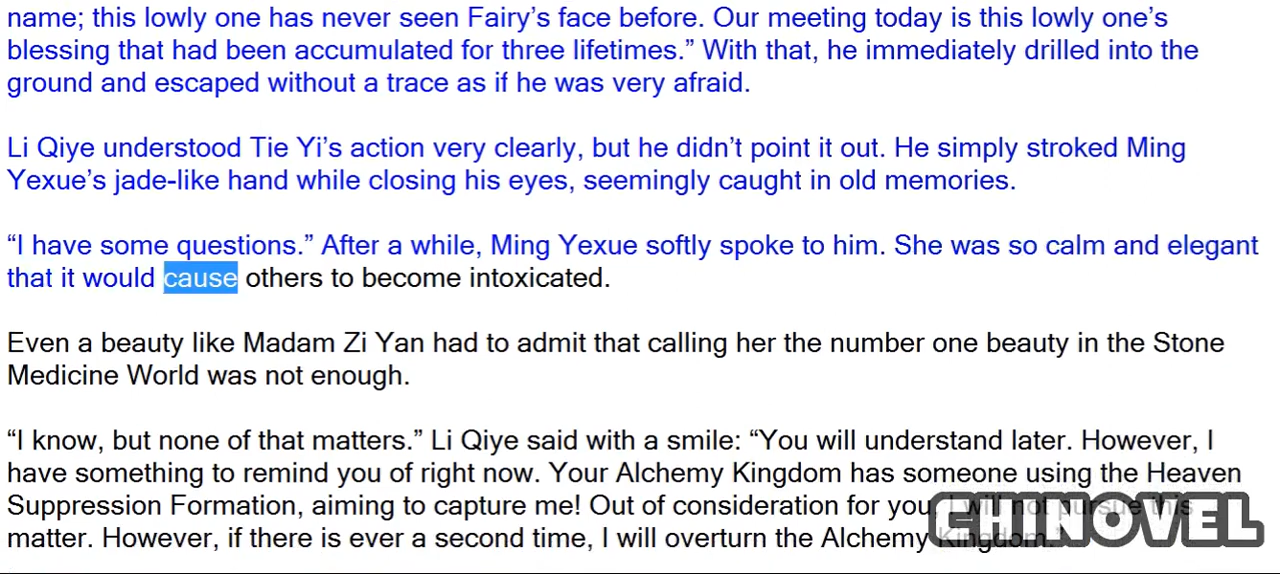 name; this lowly one has never seen Fairy’s face before. Our meeting today is this lowly one’s
blessing that had been accumulated for three lifetimes.” With that, he immediately drilled into the
ground and escaped without a trace as if he was very afraid.
Li Qiye understood Tie Yi’s action very clearly, but he didn’t point it out. He simply stroked Ming
Yexue’s jade-like hand while closing his eyes, seemingly caught in old memories.
“I have some questions.” After a while, Ming Yexue softly spoke to him. She was so calm and elegant
that it would cause others to become intoxicated.
Even a beauty like Madam Zi Yan had to admit that calling her the number one beauty in the Stone
Medicine World was not enough.
“I know, but none of that matters.” Li Qiye said with a smile: “You will understand later. However, I
have something to remind you of right now. Your Alchemy Kingdom has someone using the Heaven
Suppression Formation, aiming to capture me! Out of consideration for you, I will not pursue this
matter. However, if there is ever a second time, I will overturn the Alchemy Kingdom.”
CHINOVEL